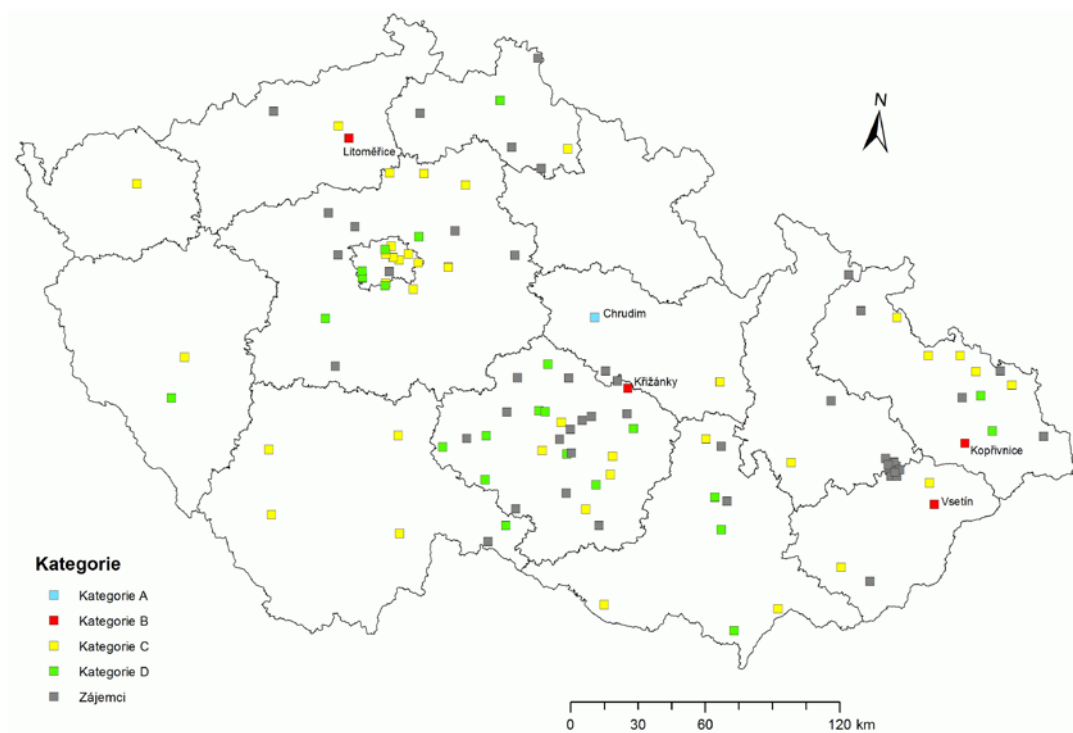 N
Litoměřice
Chrudim
Křižánky
Kopřivnice
Vsetín
Kategorie
Kategorie A
Kategorie B
Kategorie C
Kategorie D
Zájemci
0 30 60 120 km